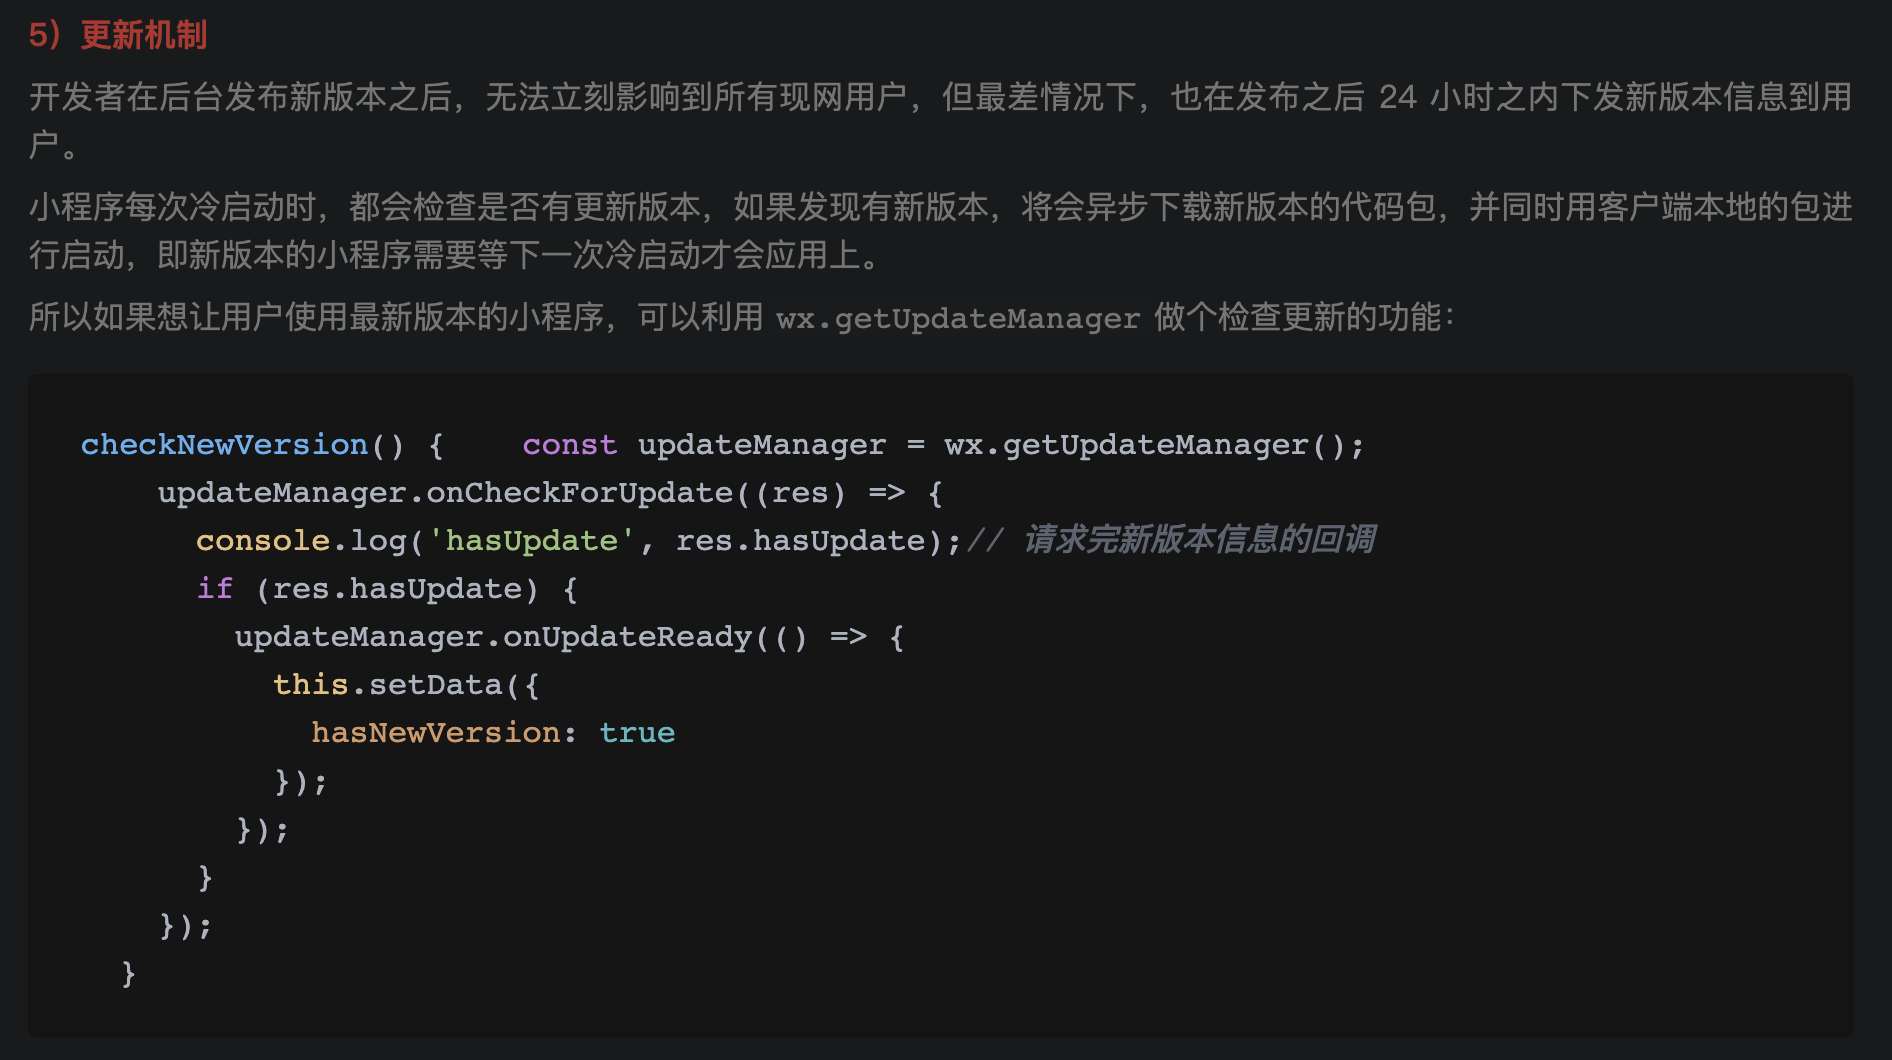 5）更新机制
开发者在后台发布新版本之后，无法立刻影响到所有现网用户，但最差情况下，也在发布之后 24 小时之内下发新版本信息到用
户。
小程序每次冷启动时，都会检查是否有更新版本，如果发现有新版本，将会异步下载新版本的代码包，并同时用客户端本地的包进
行启动，即新版本的小程序需要等下一次冷启动才会应用上。
所以如果想让用户使用最新版本的小程序，可以利用 wx.getUpdateManager 做个检查更新的功能：
checkNewVersion() {    const updateManager = wx.getUpdateManager();
    updateManager.onCheckForUpdate((res) => {
      console.log('hasUpdate', res.hasUpdate);// 请求完新版本信息的回调
      if (res.hasUpdate) {
        updateManager.onUpdateReady(() => {
          this.setData({
            hasNewVersion: true
          });
        });
      }
    });
  }